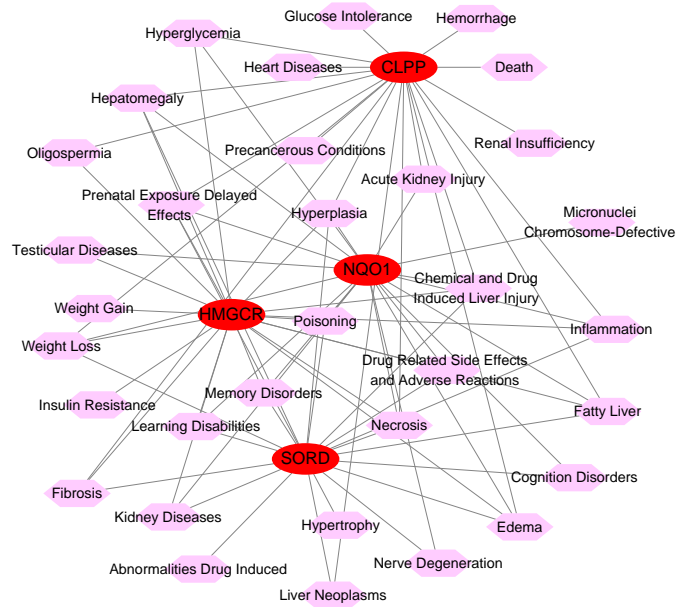 Glucose Intolerance
Hemorrhage
Hyperglycemia
Heart Diseases
CLPP
Death
Hepatomegaly
Oligospermia
Precancerous Conditions
Renal Insufficiency
Acute Kidney Injury
Prenatal Exposure Delayed
Effects
Hyperplasia
Micronuclei
Chromosome-Defective
Testicular Diseases
NQO1
Chemical and Drug
Induced Liver Injury
Weight Gain
HMGCR
Poisoning
Inflammation
Weight Loss
Drug Related Side Effects
and Adverse Reactions
Insulin Resistance
Memory Disorders
Learning Disabilities
Necrosis
Fatty Liver
SORD
Cognition Disorders
Fibrosis
Kidney Diseases
Hypertrophy
Edema
Abnormalities Drug Induced
Nerve Degeneration
Liver Neoplasms